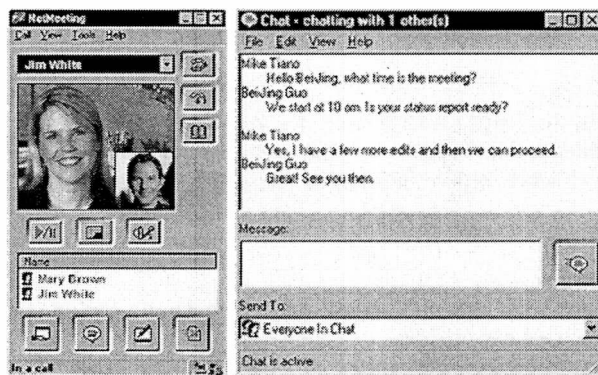 NetMeeting
Call View Tools Help
Jim White
Name
Mary Brown
Jim White
In a call
Chat - chatting with 1 other(s)
File Edit View Help
Mike Tiano
Hello BeiJing, what time is the meeting?
BeiJing Guo
We start at 10 am. Is your status report ready?
Mike Tiano
Yes, I have a few more edits and then we can proceed.
BeiJing Guo
Great! See you then.
Message:
Send To:
Everyone In Chat
Chat is active